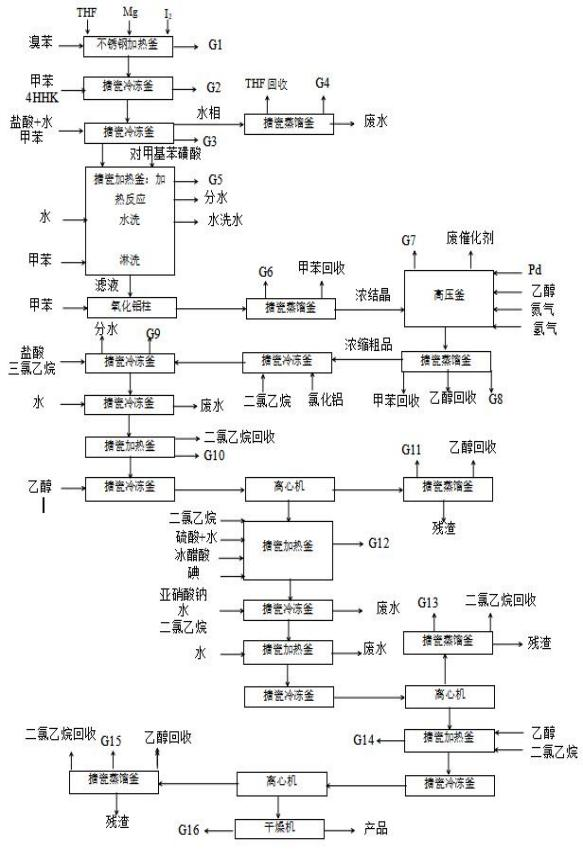 THF Mg I2
溴苯 不锈钢加热釜 G1
甲苯 搪瓷冷冻釜 G2
4HHK
THF回收 G4
盐酸+水 搪瓷冷冻釜 水相 搪瓷蒸馏釜 废水
甲苯 G3
对甲基苯磺酸
搪瓷加热釜：加 G5
热反应 分水
水 水洗 水洗水
甲苯 淋洗
滤液
G6 甲苯回收
G7 废催化剂
甲苯 氧化铝柱 搪瓷蒸馏釜 浓结晶 高压釜 Pd
乙醇
氮气
氢气
分水 G9
浓缩粗品
盐酸 搪瓷冷冻釜 搪瓷冷冻釜 搪瓷蒸馏釜
三氯乙烷
二氯乙烷 氯化铝 甲苯回收 乙醇回收 G8
水 搪瓷冷冻釜 废水
搪瓷加热釜 二氯乙烷回收
G10
G11 乙醇回收
乙醇 搪瓷冷冻釜 离心机 搪瓷蒸馏釜
残渣
二氯乙烷
硫酸+水 搪瓷加热釜 G12
冰醋酸
碘
亚硝酸钠
水 搪瓷冷冻釜 废水
二氯乙烷
G13 二氯乙烷回收
水 搪瓷加热釜 废水 搪瓷蒸馏釜 残渣
搪瓷冷冻釜 离心机
G14 搪瓷加热釜 乙醇
二氯乙烷
二氯乙烷回收 G15 乙醇回收
搪瓷蒸馏釜 离心机 搪瓷冷冻釜
残渣
G16 干燥机 产品